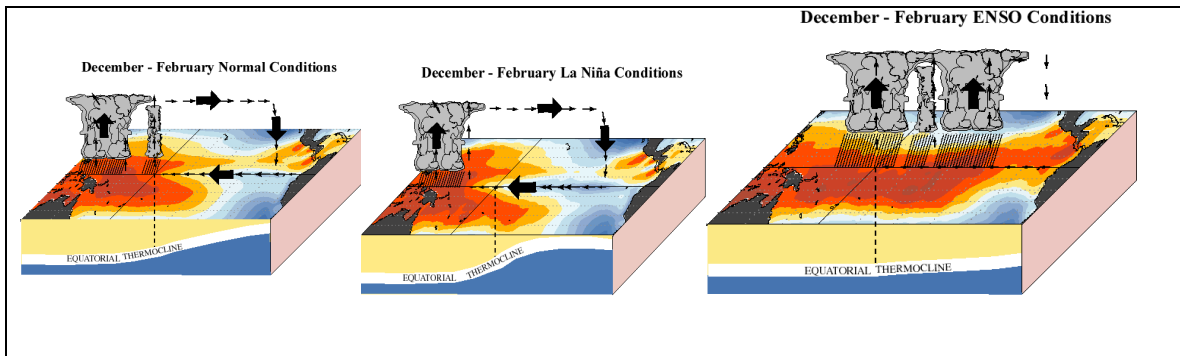 December - February Normal Conditions
EQUATORIAL THERMOCLINE
December - February La Niña Conditions
EQUATORIAL THERMOCLINE
December - February ENSO Conditions
EQUATORIAL THERMOCLINE